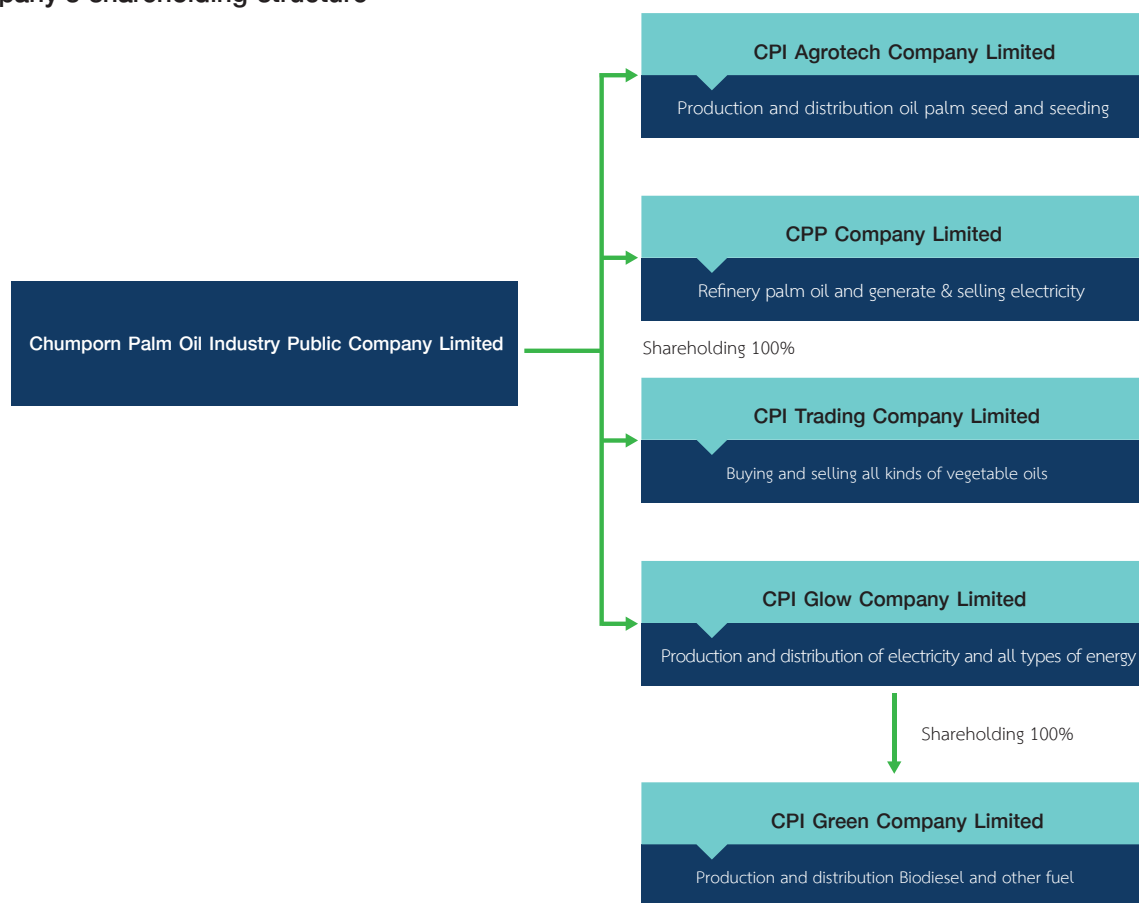 pany's shareholding structure
CPI Agrotech Company Limited
Production and distribution oil palm seed and seeding
CPP Company Limited
Refinery palm oil and generate & selling electricity
Chumporn Palm Oil Industry Public Company Limited
Shareholding 100%
CPI Trading Company Limited
Buying and selling all kinds of vegetable oils
CPI Glow Company Limited
Production and distribution of electricity and all types of energy
Shareholding 100%
CPI Green Company Limited
Production and distribution Biodiesel and other fuel